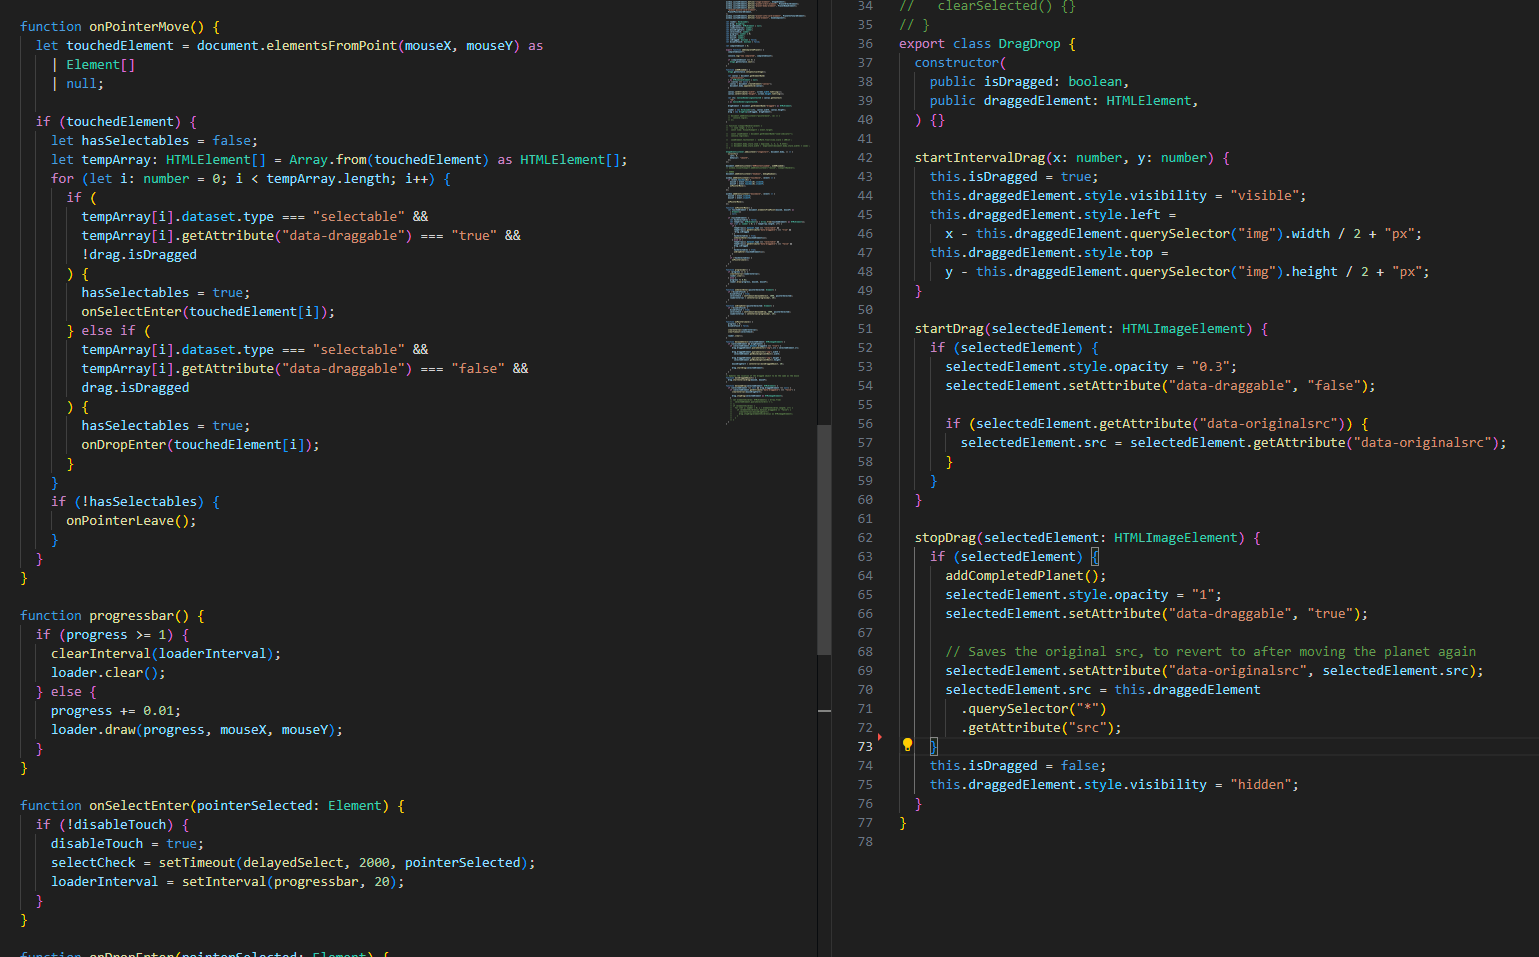 function onPointerMove() {
let touchedElement = document.elementsFromPoint(mouseX, mouseY) as
| Element[]
| null;
if (touchedElement) {
let hasSelectables = false;
let tempArray: HTMLElement[] = Array.from(touchedElement) as HTMLElement[];
for (let i: number = 0; i < tempArray.length; i++) {
if (
tempArray[i].dataset.type === "selectable" &&
tempArray[i].getAttribute("data-draggable") === "true" &&
!drag.isDragged
) {
hasSelectables = true;
onSelectEnter(touchedElement[i]);
} else if (
tempArray[i].dataset.type === "selectable" &&
tempArray[i].getAttribute("data-draggable") === "false" &&
drag.isDragged
) {
hasSelectables = true;
onDropEnter(touchedElement[i]);
}
}
if (!hasSelectables) {
onPointerLeave();
}
}
}
function progressbar() {
if (progress >= 1) {
clearInterval(loaderInterval);
loader.clear();
} else {
progress += 0.01;
loader.draw(progress, mouseX, mouseY);
}
}
function onSelectEnter(pointerSelected: Element) {
if (!disableTouch) {
disableTouch = true;
selectCheck = setTimeout(delayedSelect, 2000, pointerSelected);
loaderInterval = setInterval(progressbar, 20);
}
}
function onDropEnter(pointerSelected: Element) {
34 // clearSelected() {}
35 // }
36 export class DragDrop {
37 constructor(
38 public isDragged: boolean,
39 public draggedElement: HTMLElement,
40 ) {}
41
42 startIntervalDrag(x: number, y: number) {
43 this.isDragged = true;
44 this.draggedElement.style.visibility = "visible";
45 this.draggedElement.style.left =
46 x - this.draggedElement.querySelector("img").width / 2 + "px";
47 this.draggedElement.style.top =
48 y - this.draggedElement.querySelector("img").height / 2 + "px";
49 }
50
51 startDrag(selectedElement: HTMLImageElement) {
52 if (selectedElement) {
53 selectedElement.style.opacity = "0.3";
54 selectedElement.setAttribute("data-draggable", "false");
55
56 if (selectedElement.getAttribute("data-originalsrc")) {
57 selectedElement.src = selectedElement.getAttribute("data-originalsrc");
58 }
59 }
60 }
61
62 stopDrag(selectedElement: HTMLImageElement) {
63 if (selectedElement) {
64 addCompletedPlanet();
65 selectedElement.style.opacity = "1";
66 selectedElement.setAttribute("data-draggable", "true");
67
68 // Saves the original src, to revert to after moving the planet again
69 selectedElement.setAttribute("data-originalsrc", selectedElement.src);
70 selectedElement.src = this.draggedElement
71 .querySelector("*")
72 .getAttribute("src");
73 }
74 this.isDragged = false;
75 this.draggedElement.style.visibility = "hidden";
76 }
77 }
78